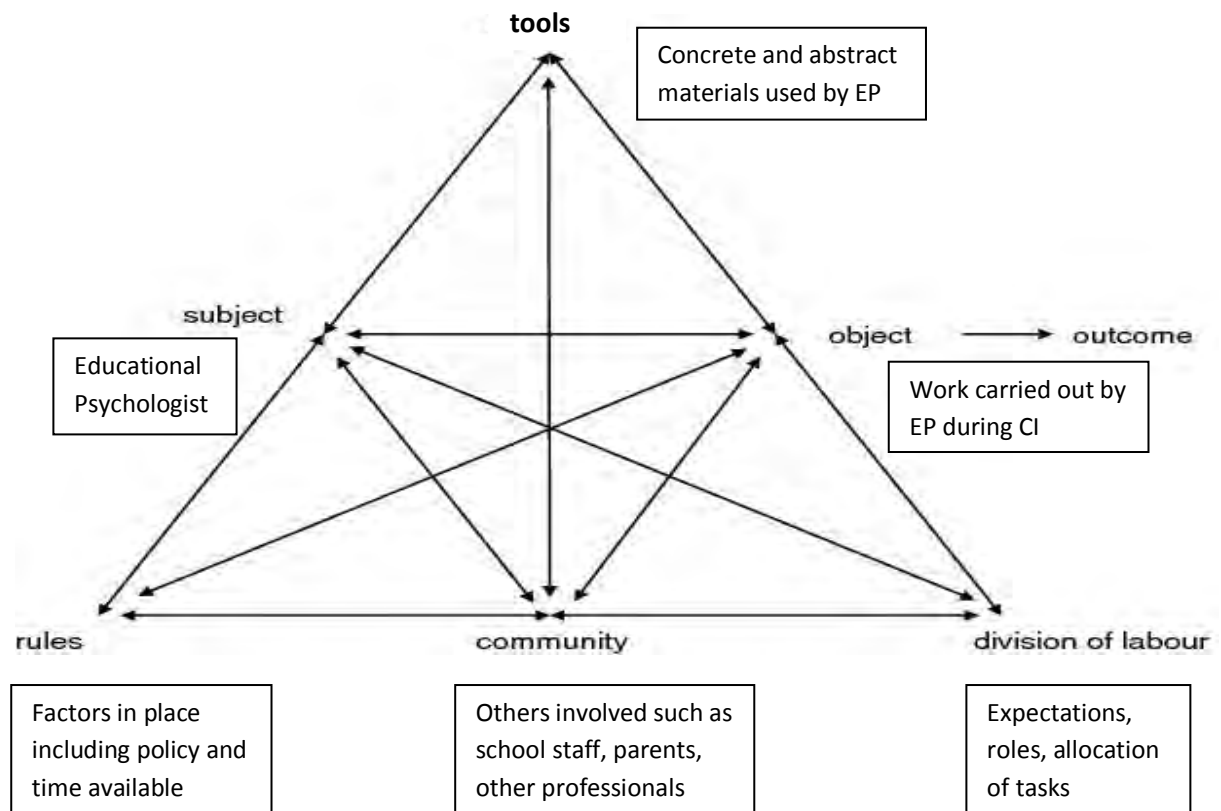 tools
Concrete and abstract
materials used by EP
subject
object
outcome
Educational
Psychologist
Work carried out by
EP during CI
rules
community
division of labour
Factors in place
including policy and
time available
Others involved such as
school staff, parents,
other professionals
Expectations,
roles, allocation
of tasks